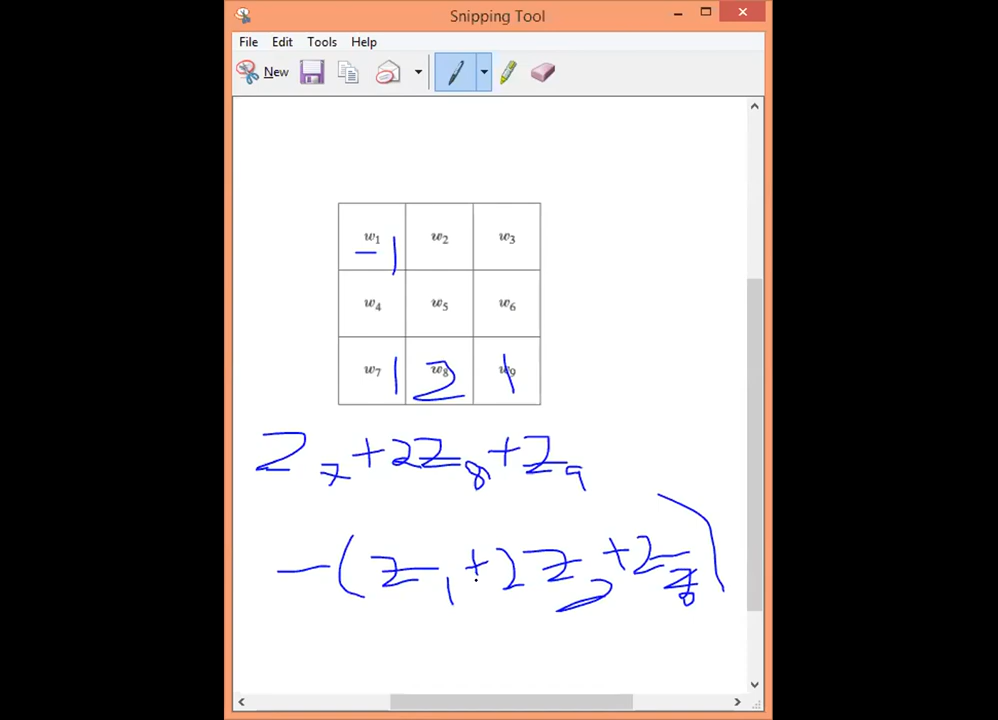 Snipping Tool
File Edit Tools Help
New
w1 w2 w3
-1
w4 w5 w6
w7 w8 w9
1 2 1
Z7 +2Z8 +Z9
-(Z1 +2Z2 +